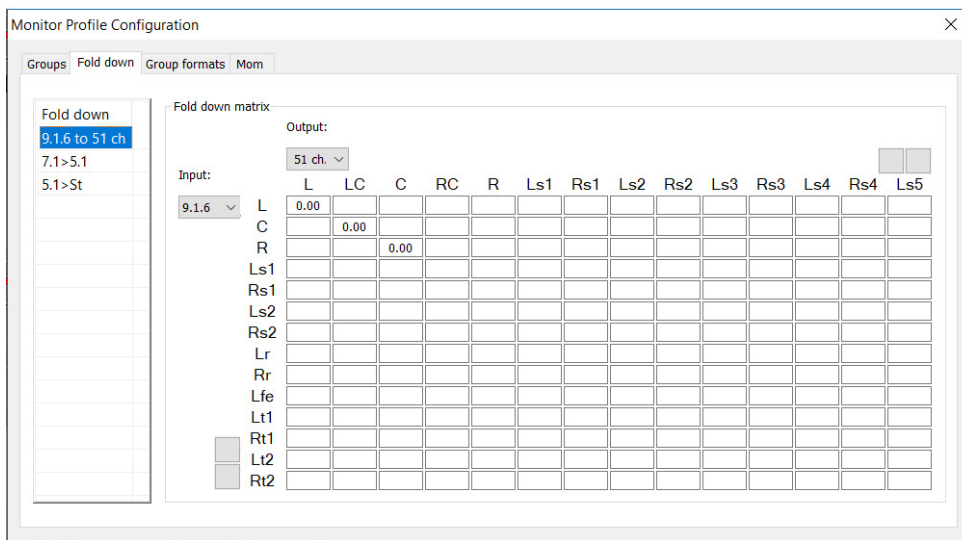 Monitor Profile Configuration
Groups Fold down Group formats Mom
Fold down
9.1.6 to 51 ch
7.1>5.1
5.1>St
Fold down matrix
Output:
51 ch.
Input:
9.1.6
L LC C RC R Ls1 Rs1 Ls2 Rs2 Ls3 Rs3 Ls4 Rs4 Ls5
L 0.00
C 0.00
R 0.00
Ls1
Rs1
Ls2
Rs2
Lr
Rr
Lfe
Lt1
Rt1
Lt2
Rt2